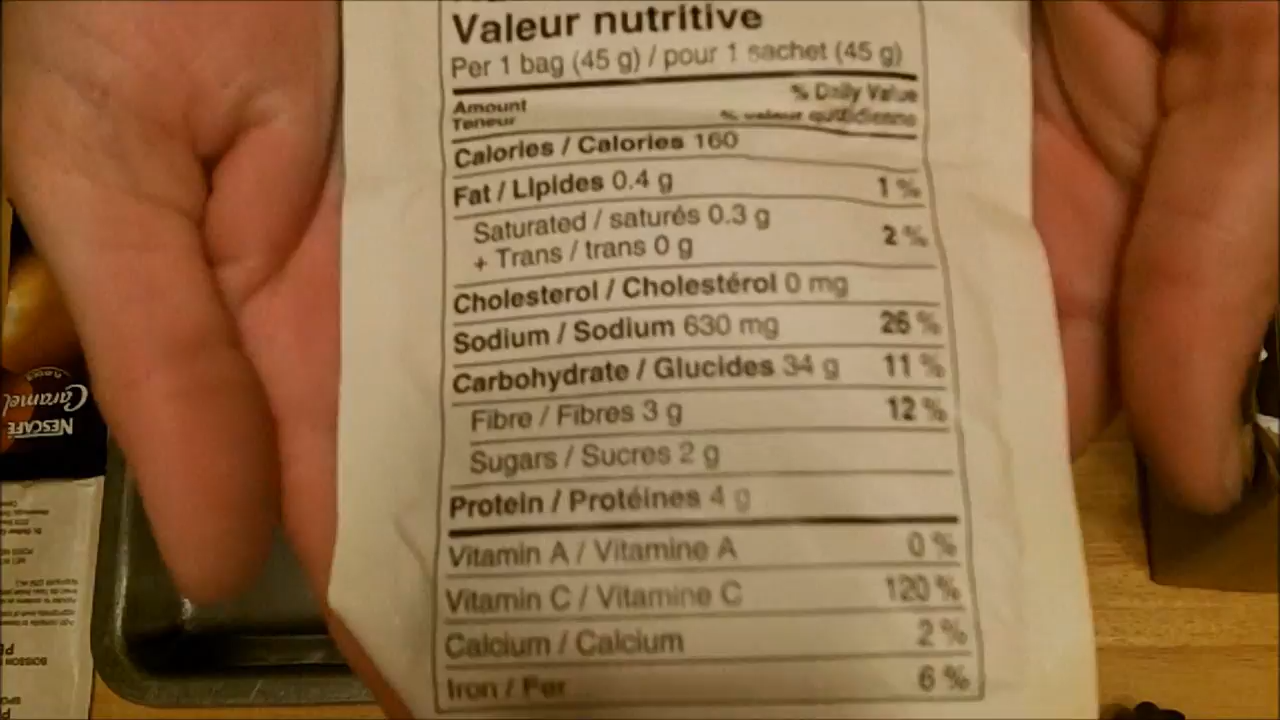 Valeur nutritive
Per 1 bag (45 g) / pour 1 sachet (45 g)
% Daily Value
Amount
Teneur
% valeur quotidienne
Calories / Calories 160
Fat / Lipides 0.4 g 1 %
Saturated / saturés 0.3 g
+ Trans / trans 0 g 2 %
Cholesterol / Cholestérol 0 mg
Sodium / Sodium 630 mg 26 %
Carbohydrate / Glucides 34 g 11 %
Fibre / Fibres 3 g 12 %
Sugars / Sucres 2 g
Protein / Protéines 4 g
Vitamin A / Vitamine A 0 %
Vitamin C / Vitamine C 120 %
Calcium / Calcium 2 %
Iron / Fer 6 %
NESCAFÉ
Caramel